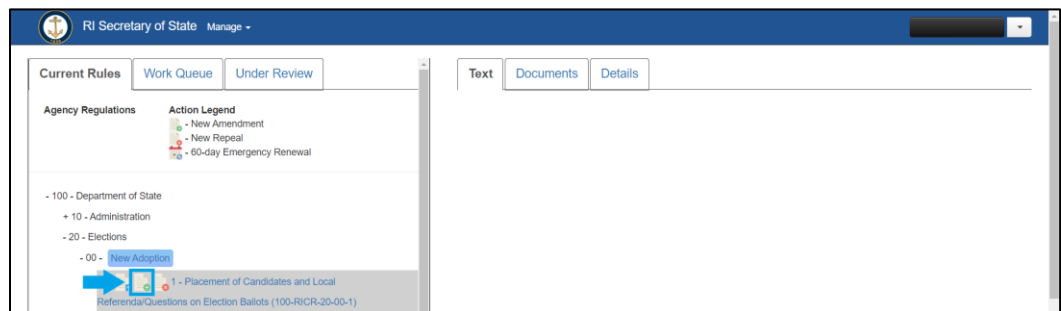 RI Secretary of State Manage
Current Rules Work Queue Under Review
Text Documents Details
Agency Regulations Action Legend
- New Amendment
- New Repeal
- 60-day Emergency Renewal
- 100 - Department of State
+ 10 - Administration
- 20 - Elections
- 00 - New Adoption
1 - Placement of Candidates and Local
Referenda/Questions on Election Ballots (100-RICR-20-00-1)